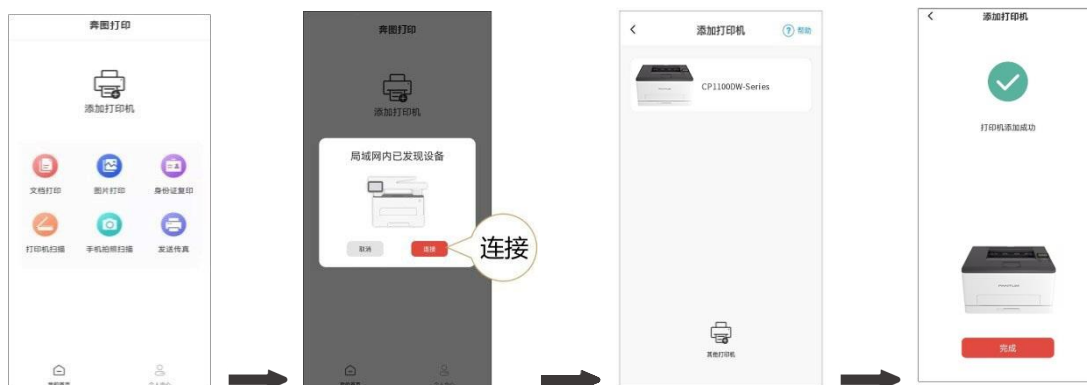 奔图打印
添加打印机
文档打印
图片打印
身份证复印
打印机扫描
手机拍照扫描
发送传真
奔图打印
添加打印机
局域网内已发现设备
取消
连接
连接
添加打印机
? 帮助
CP1100DW-Series
其他打印机
添加打印机
打印机添加成功
PANTUM
完成